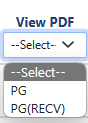 View PDF
--Select--
--Select--
PG
PG(RECV)